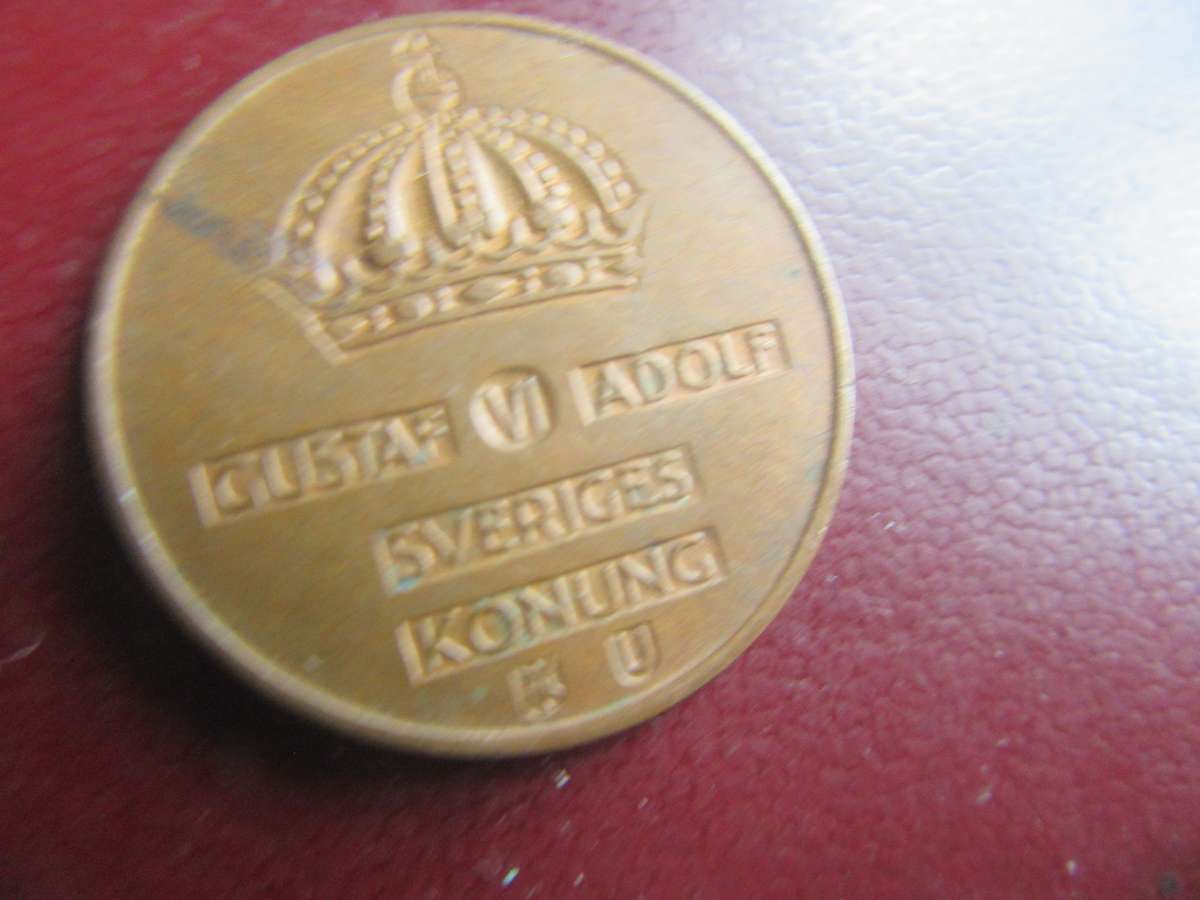 GUSTAF VI ADOLF
SVERIGES
KONUNG
U